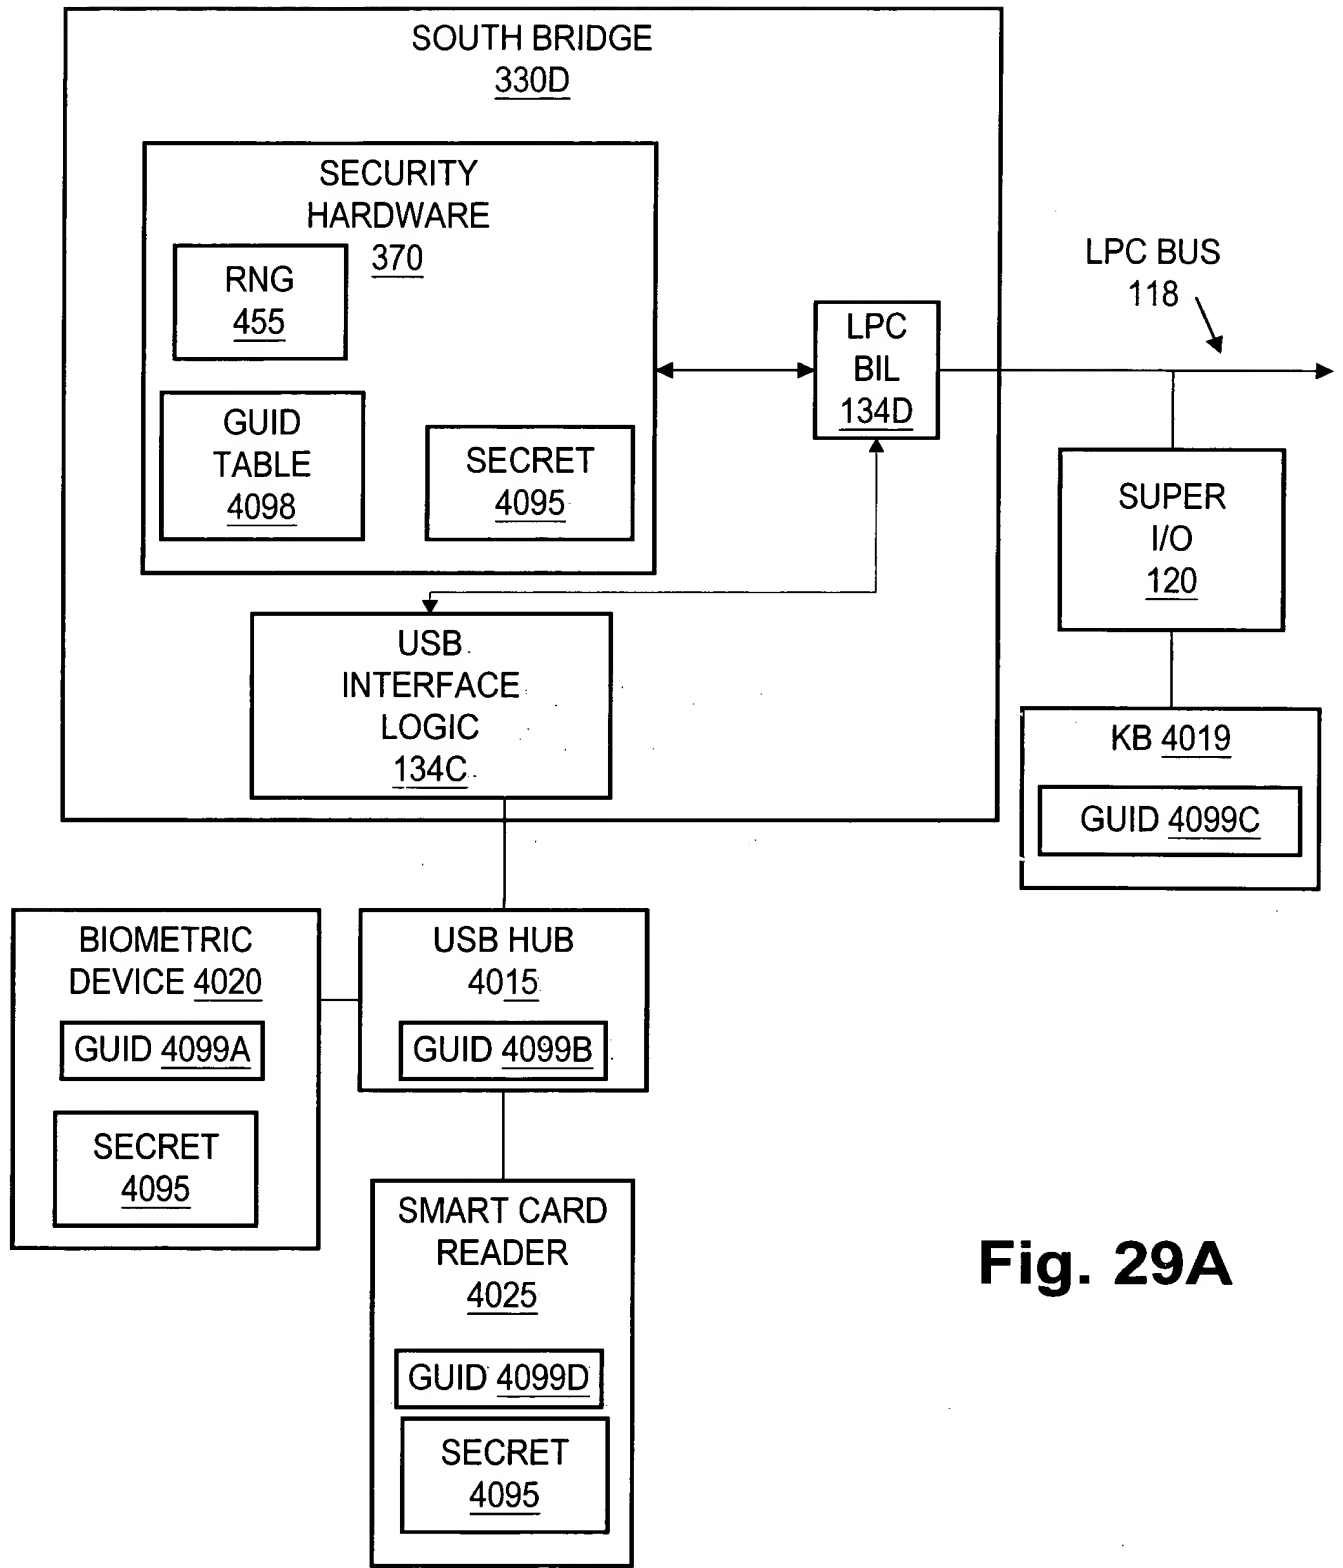 SOUTH BRIDGE
330D
SECURITY
HARDWARE
370
RNG
455
GUID
TABLE
4098
SECRET
4095
LPC
BIL
134D
LPC BUS
118
SUPER
I/O
120
USB
INTERFACE
LOGIC
134C
KB 4019
GUID 4099C
BIOMETRIC
DEVICE 4020
GUID 4099A
SECRET
4095
USB HUB
4015
GUID 4099B
SMART CARD
READER
4025
GUID 4099D
SECRET
4095
Fig. 29A